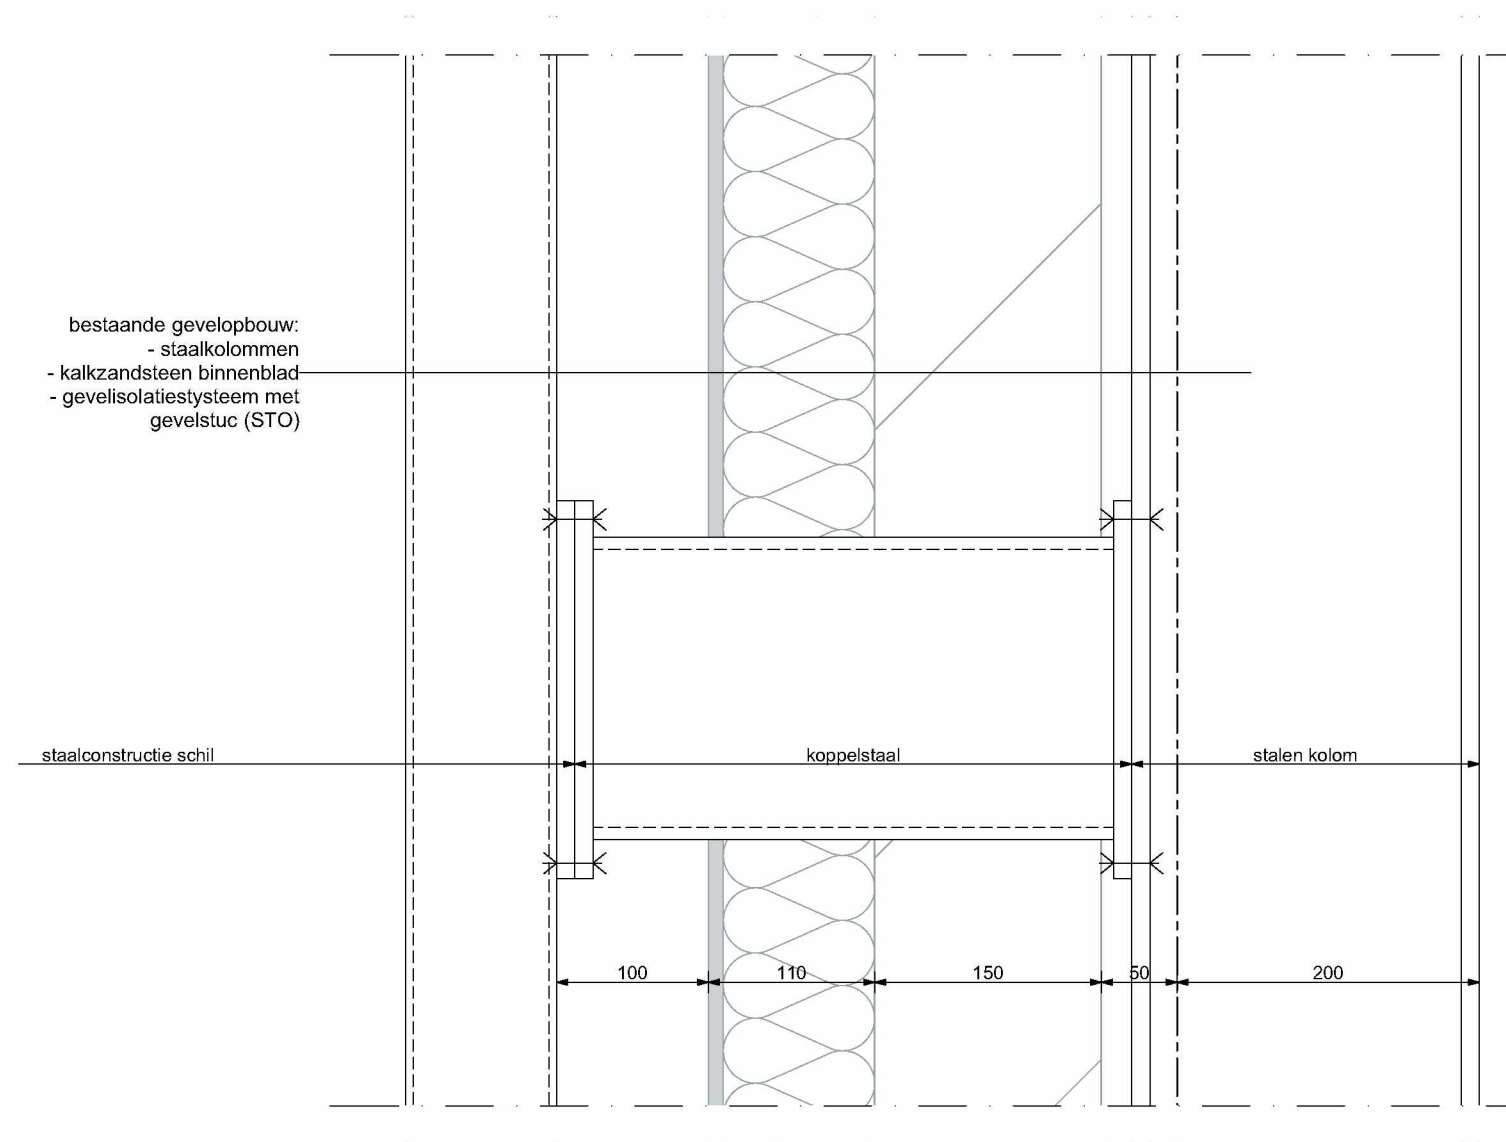 bestaande gevelopbouw:
- staalkolommen
- kalkzandsteen binnenblad
- gevelisolatiestysteem met
gevelstuc (STO)
staalconstructie schil
koppelstaal
stalen kolom
100
110
150
50
200